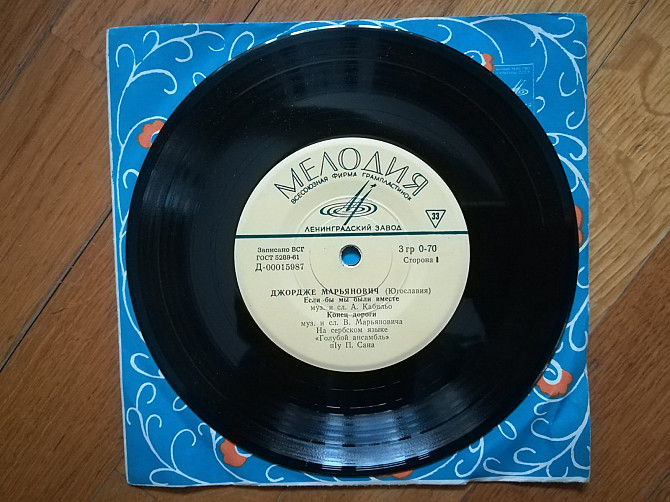 МЕЛОДИЯ
ВСЕСОЮЗНАЯ ФИРМА ГРАМПЛАСТИНОК
ЛЕНИНГРАДСКИЙ ЗАВОД
33
Записано ВСГ
ГОСТ 5289-61
Д-00015987
3 гр 0-70
Сторона 1
ДЖОРДЖЕ МАРЬЯНОВИЧ (Югославия)
Если бы мы были вместе
муз. и сл. А. Кабильо
Конец дороги
муз. и сл. В. Марьяновича
На сербском языке
«Голубой ансамбль»
п/у П. Сана